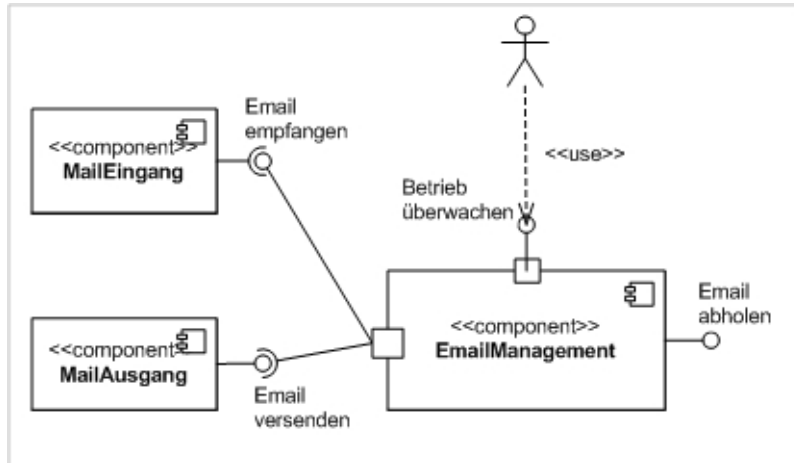 Email
empfangen
<<component>>
MailEingang
<<use>>
Betrieb
überwachen
<<component>>
EmailManagement
Email
abholen
<<component>
MailAusgang
Email
versenden